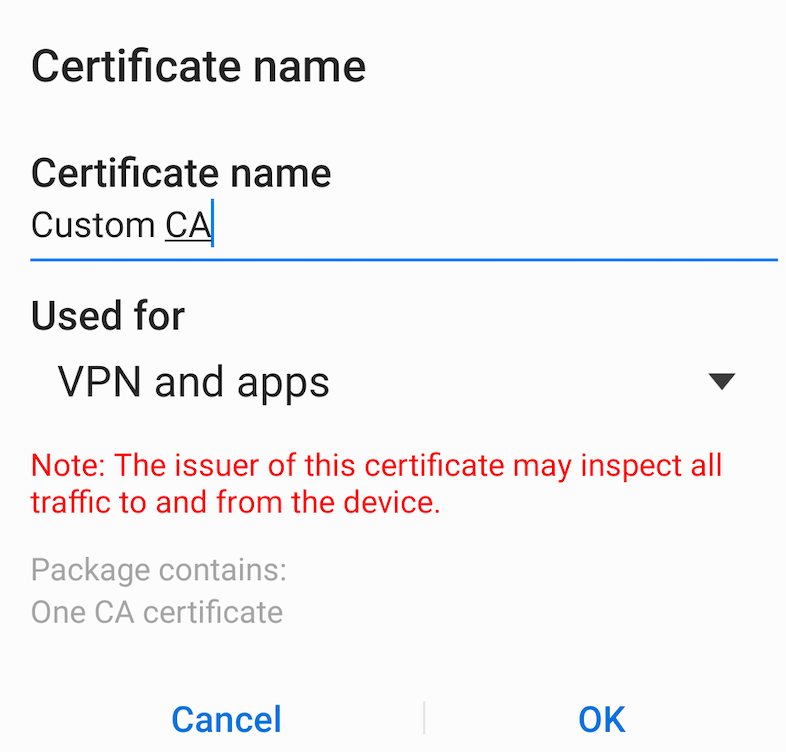 Certificate name
Certificate name
Custom CA
Used for
VPN and apps
Note: The issuer of this certificate may inspect all
traffic to and from the device.
Package contains:
One CA certificate
Cancel
OK